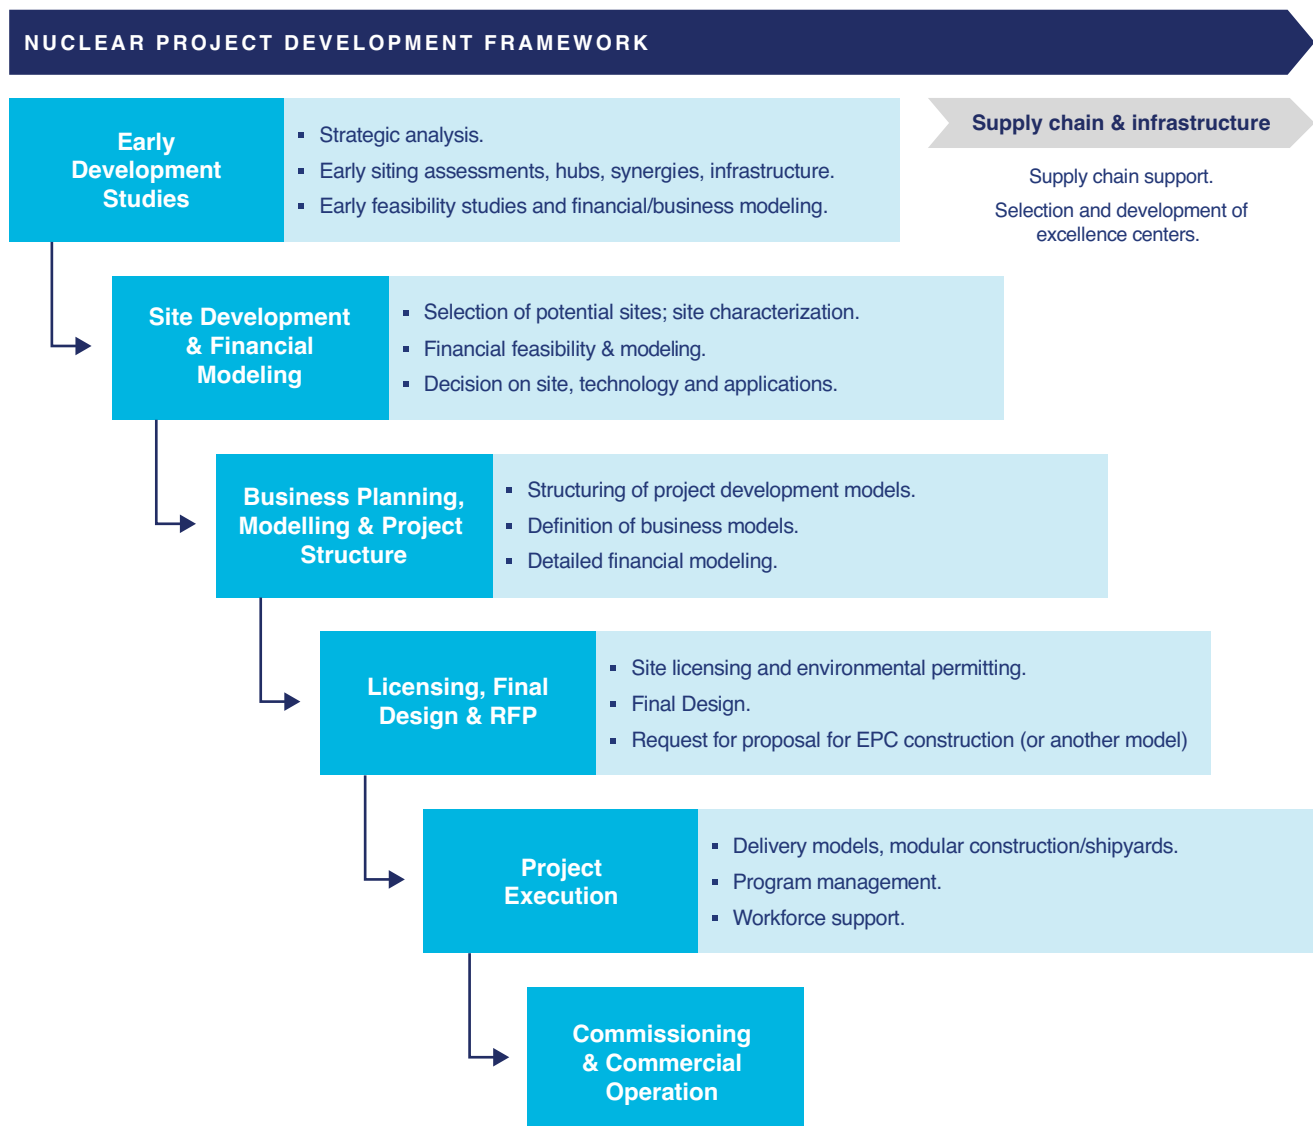 NUCLEAR PROJECT DEVELOPMENT FRAMEWORK
Early
Development
Studies
▪ Strategic analysis.
▪ Early siting assessments, hubs, synergies, infrastructure.
▪ Early feasibility studies and financial/business modeling.
Supply chain & infrastructure
Supply chain support.
Selection and development of
excellence centers.
Site Development
& Financial
Modeling
▪ Selection of potential sites; site characterization.
▪ Financial feasibility & modeling.
▪ Decision on site, technology and applications.
Business Planning,
Modelling & Project
Structure
▪ Structuring of project development models.
▪ Definition of business models.
▪ Detailed financial modeling.
Licensing, Final
Design & RFP
▪ Site licensing and environmental permitting.
▪ Final Design.
▪ Request for proposal for EPC construction (or another model)
Project
Execution
▪ Delivery models, modular construction/shipyards.
▪ Program management.
▪ Workforce support.
Commissioning
& Commercial
Operation